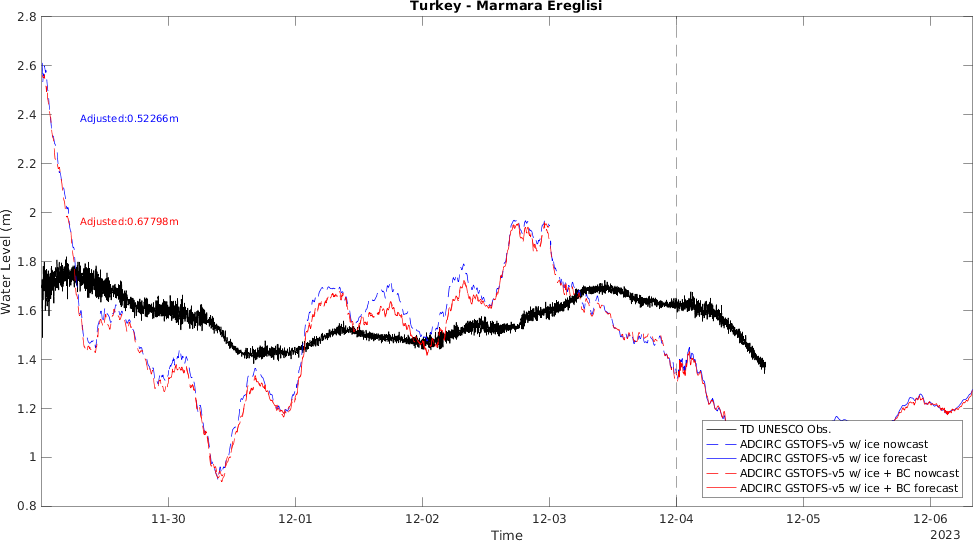 Turkey - Marmara Ereglisi
2.8
2.6
2.4
2.2
2
1.8
1.6
1.4
1.2
1
0.8
Water Level (m)
Adjusted:0.52266m
Adjusted:0.67798m
TD UNESCO Obs.
ADCIRC GSTOFS-v5 w/ ice nowcast
ADCIRC GSTOFS-v5 w/ ice forecast
ADCIRC GSTOFS-v5 w/ ice + BC nowcast
ADCIRC GSTOFS-v5 w/ ice + BC forecast
11-30
12-01
12-02
12-03
12-04
12-05
12-06
Time
2023